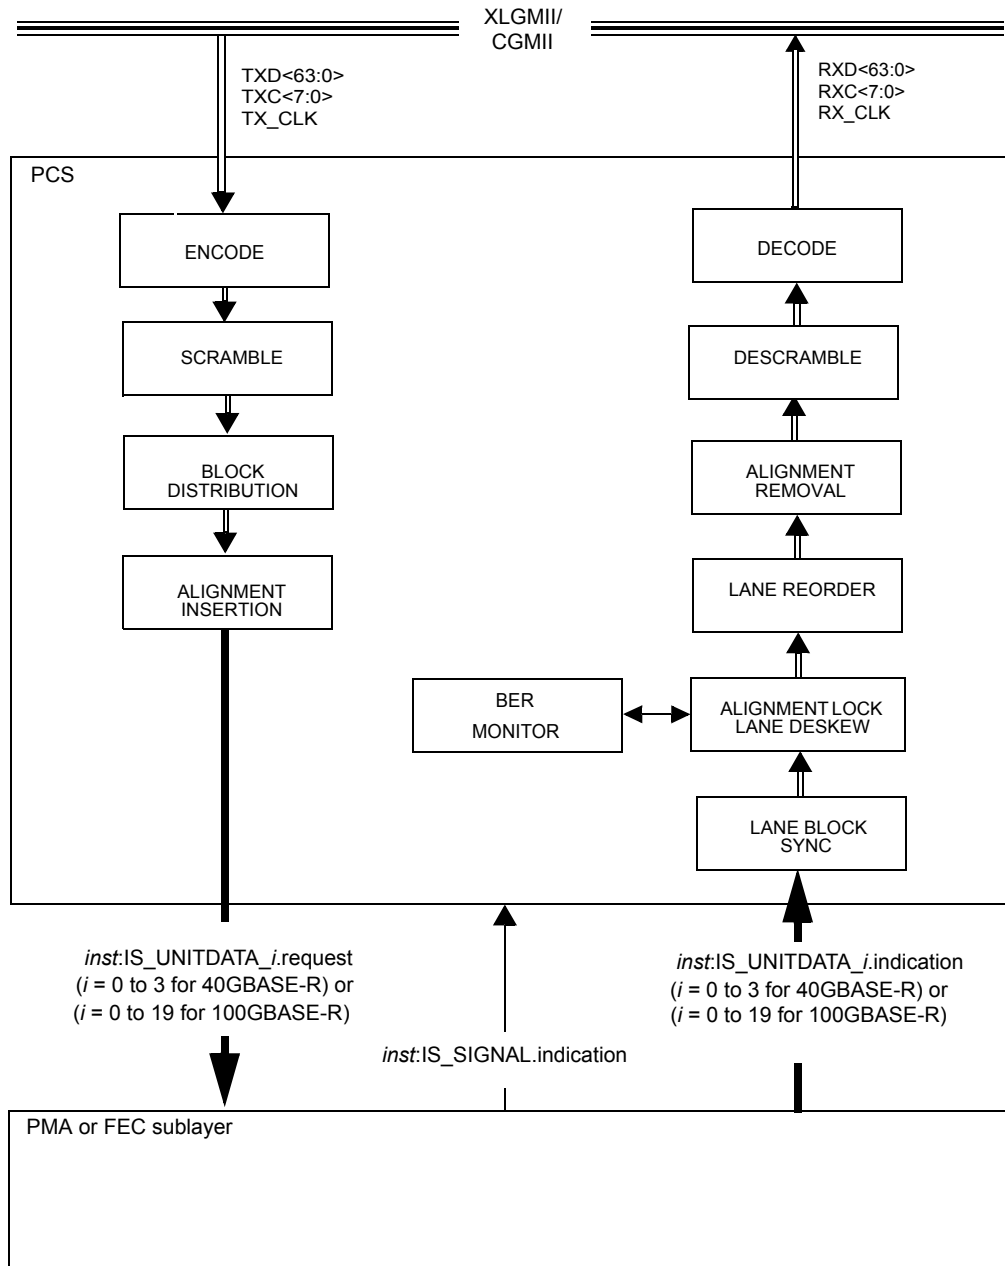 XLGMII/
CGMII
TXD<63:0>
TXC<7:0>
TX_CLK
RXD<63:0>
RXC<7:0>
RX_CLK
PCS
ENCODE
SCRAMBLE
BLOCK
DISTRIBUTION
ALIGNMENT
INSERTION
DECODE
DESCRAMBLE
ALIGNMENT
REMOVAL
LANE REORDER
BER
MONITOR
ALIGNMENT LOCK
LANE DESKEW
LANE BLOCK
SYNC
inst:IS_UNITDATA_i.request
(i = 0 to 3 for 40GBASE-R) or
(i = 0 to 19 for 100GBASE-R)
inst:IS_SIGNAL.indication
inst:IS_UNITDATA_i.indication
(i = 0 to 3 for 40GBASE-R) or
(i = 0 to 19 for 100GBASE-R)
PMA or FEC sublayer